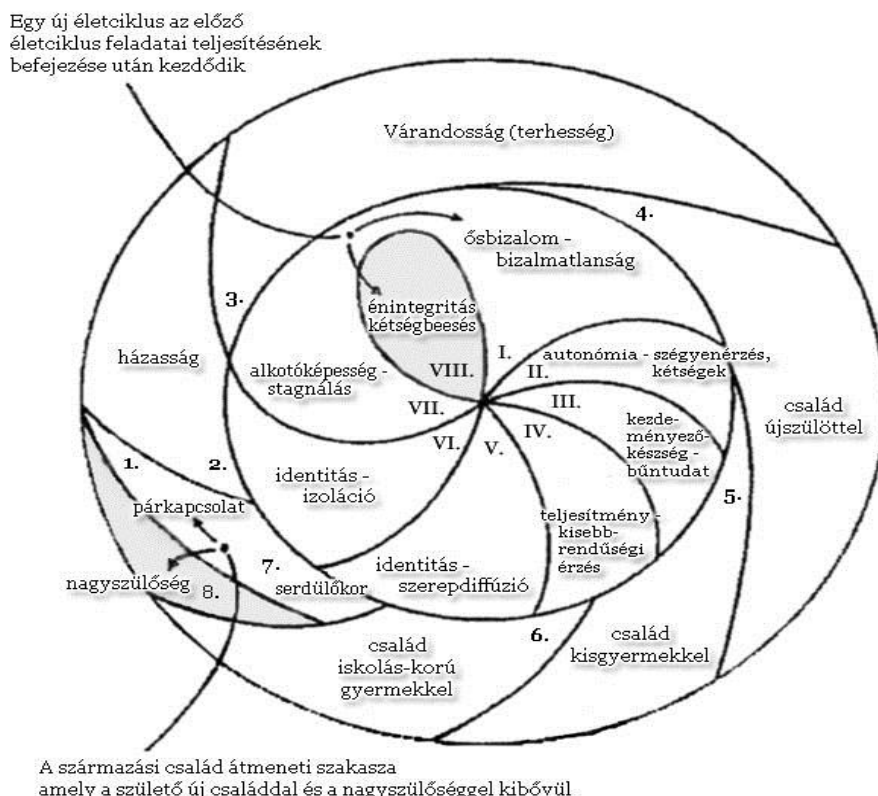 Egy új életciklus az előző
életciklus feladatai teljesítésének
befejezése után kezdődik
Várandosság (terhesség)
4.
ősbizalom -
bizalmatlanság
3.
énintegritás
kétségbeesés
házasság
alkotóképesség -
stagnálás
VIII.
I.
II.
autonómia - szégyenérzés,
kétségek
VII.
III.
család
újszülöttel
VI.
V.
IV.
kezde-
ményező-
készség -
bűntudat
1.
2.
identitás -
izoláció
5.
párkapcsolat
teljesítmény -
kisebb-
rendűségi
érzés
7.
nagyszülőség
8.
serdülőkor
identitás -
szerepdiffúzió
6.
család
iskolás-korú
gyermekkel
család
kisgyermekkel
A származási család átmeneti szakasza
amely a születő új családdal és a nagyszülőséggel kibővül